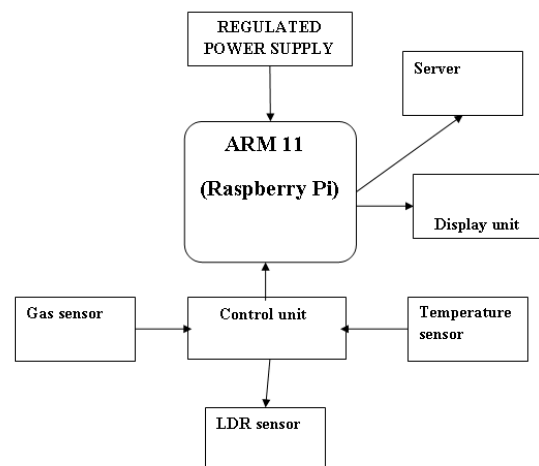 REGULATED
POWER SUPPLY
Server
ARM 11
(Raspberry Pi)
Display unit
Gas sensor
Control unit
Temperature
sensor
LDR sensor